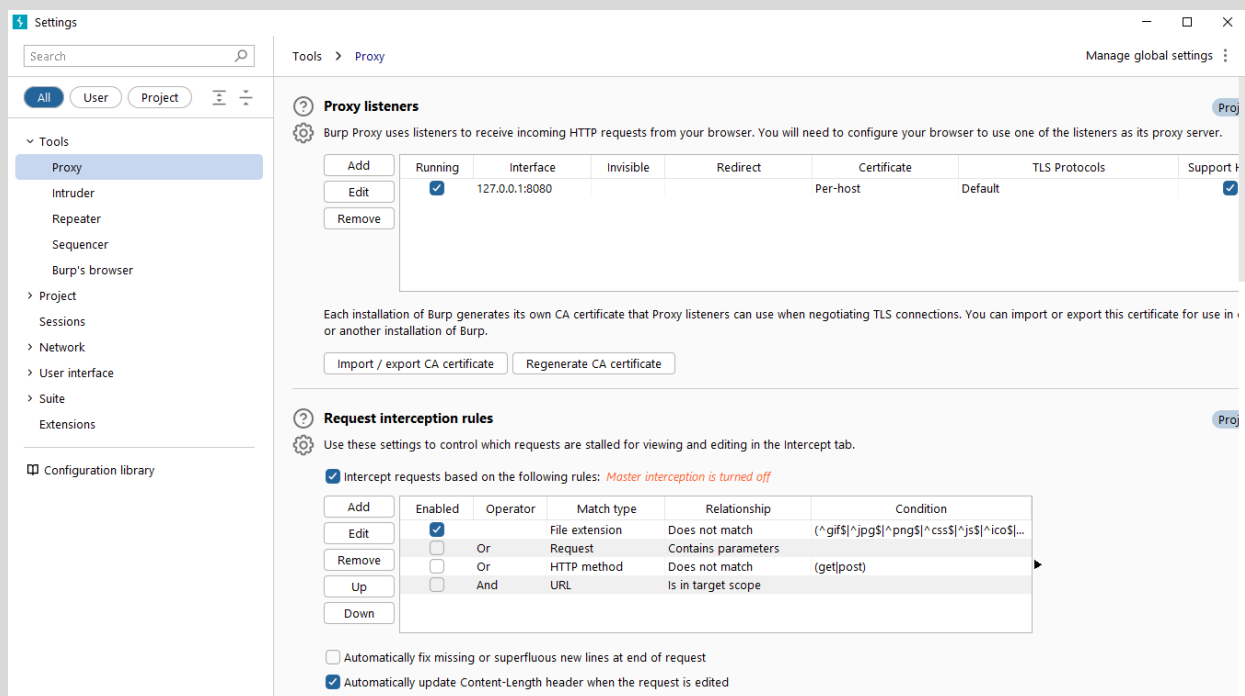 Settings
Search
Tools > Proxy
Manage global settings
All User Project
Tools
Proxy
Intruder
Repeater
Sequencer
Burp's browser
Project
Sessions
Network
User interface
Suite
Extensions
Configuration library
Proxy listeners
Proj
Burp Proxy uses listeners to receive incoming HTTP requests from your browser. You will need to configure your browser to use one of the listeners as its proxy server.
Add
Edit
Remove
Running Interface Invisible Redirect Certificate TLS Protocols Support H
127.0.0.1:8080 Per-host Default
Each installation of Burp generates its own CA certificate that Proxy listeners can use when negotiating TLS connections. You can import or export this certificate for use in
or another installation of Burp.
Import / export CA certificate Regenerate CA certificate
Request interception rules
Proj
Use these settings to control which requests are stalled for viewing and editing in the Intercept tab.
Intercept requests based on the following rules: Master interception is turned off
Add
Edit
Remove
Up
Down
Enabled Operator Match type Relationship Condition
File extension Does not match (^gif$|^jpg$|^png$|^css$|^js$|^ico$|...
Or Request Contains parameters
Or HTTP method Does not match (get|post)
And URL Is in target scope
Automatically fix missing or superfluous new lines at end of request
Automatically update Content-Length header when the request is edited